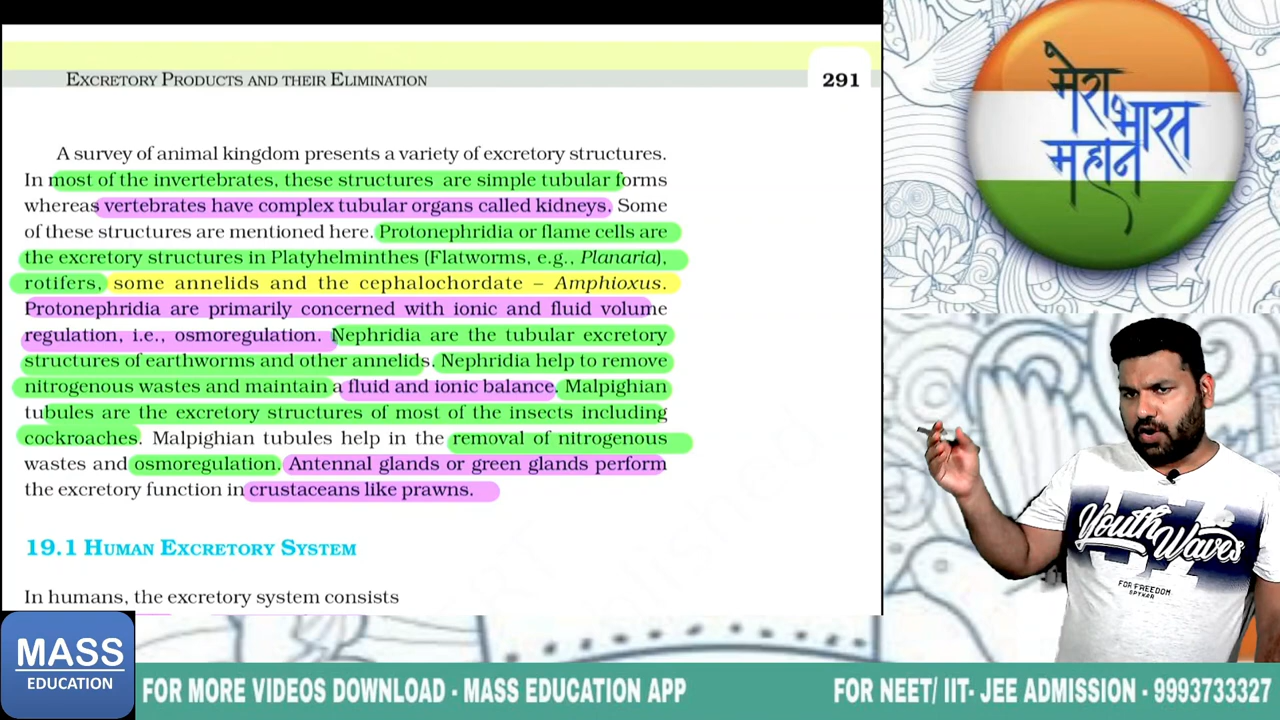 EXCRETORY PRODUCTS AND THEIR ELIMINATION
291
A survey of animal kingdom presents a variety of excretory structures.
In most of the invertebrates, these structures are simple tubular forms
whereas vertebrates have complex tubular organs called kidneys. Some
of these structures are mentioned here. Protonephridia or flame cells are
the excretory structures in Platyhelminthes (Flatworms, e.g., Planaria),
rotifers, some annelids and the cephalochordate – Amphioxus.
Protonephridia are primarily concerned with ionic and fluid volume
regulation, i.e., osmoregulation. Nephridia are the tubular excretory
structures of earthworms and other annelids. Nephridia help to remove
nitrogenous wastes and maintain a fluid and ionic balance. Malpighian
tubules are the excretory structures of most of the insects including
cockroaches. Malpighian tubules help in the removal of nitrogenous
wastes and osmoregulation. Antennal glands or green glands perform
the excretory function in crustaceans like prawns.
19.1 HUMAN EXCRETORY SYSTEM
In humans, the excretory system consists
मेरा
भारत
महान
Youth
Waves
FOR FREEDOM
MASS
EDUCATION
FOR MORE VIDEOS DOWNLOAD - MASS EDUCATION APP
FOR NEET/ IIT- JEE ADMISSION - 9993733327